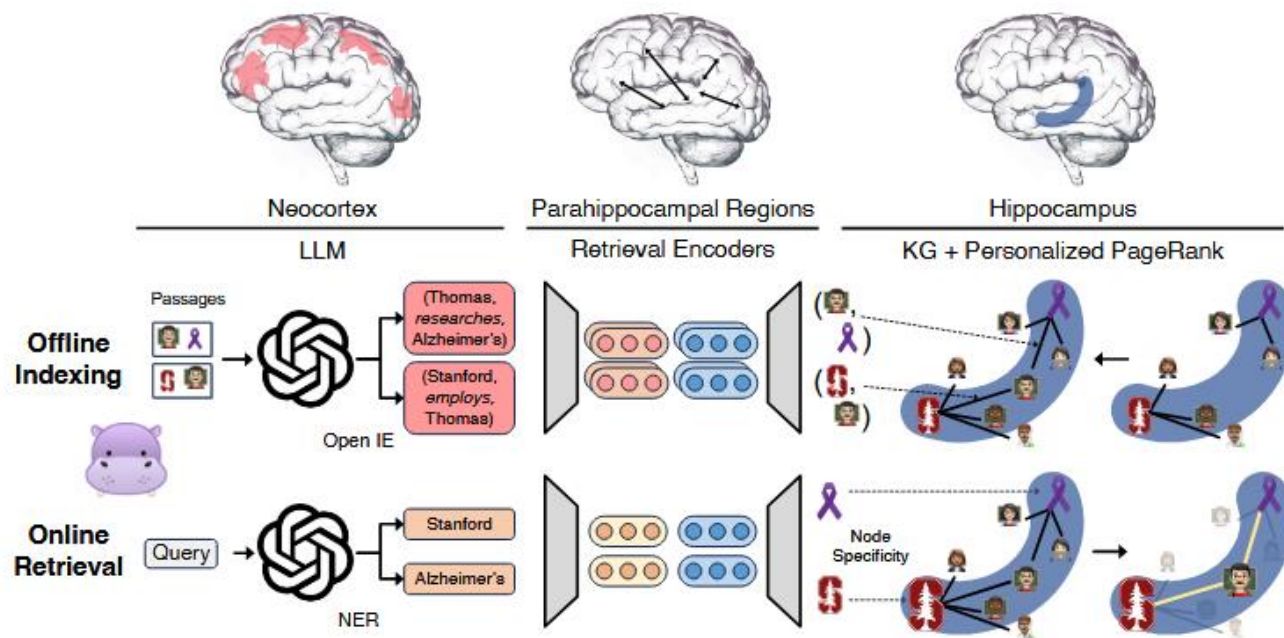 Neocortex
Parahippocampal Regions
Hippocampus
LLM
Retrieval Encoders
KG + Personalized PageRank
Offline
Indexing
Passages
(Thomas,
researches,
Alzheimer's)
(Stanford,
employs,
Thomas)
Open IE
( ,
)
( ,
)
Online
Retrieval
Query
Stanford
Alzheimer's
NER
Node
Specificity